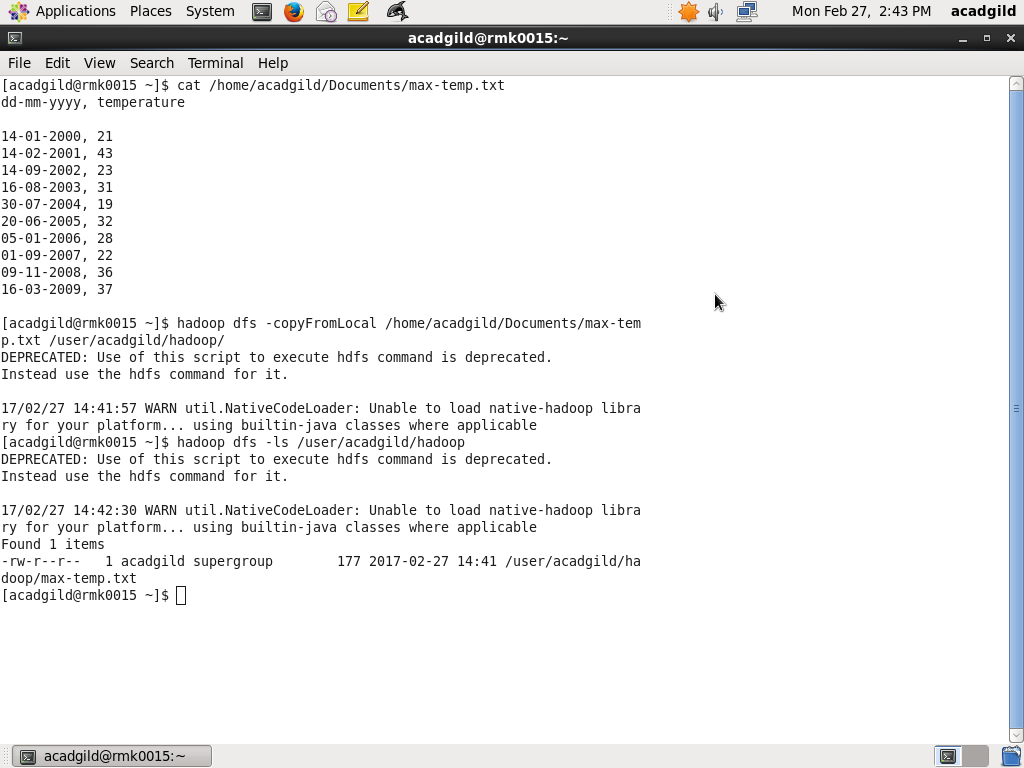 Applications Places System Mon Feb 27, 2:43 PM acadgild
acadgild@rmk0015:~
File Edit View Search Terminal Help
[acadgild@rmk0015 ~]$ cat /home/acadgild/Documents/max-temp.txt
dd-mm-yyyy, temperature
14-01-2000, 21
14-02-2001, 43
14-09-2002, 23
16-08-2003, 31
30-07-2004, 19
20-06-2005, 32
05-01-2006, 28
01-09-2007, 22
09-11-2008, 36
16-03-2009, 37
[acadgild@rmk0015 ~]$ hadoop dfs -copyFromLocal /home/acadgild/Documents/max-tem
p.txt /user/acadgild/hadoop/
DEPRECATED: Use of this script to execute hdfs command is deprecated.
Instead use the hdfs command for it.
17/02/27 14:41:57 WARN util.NativeCodeLoader: Unable to load native-hadoop libra
ry for your platform... using builtin-java classes where applicable
[acadgild@rmk0015 ~]$ hadoop dfs -ls /user/acadgild/hadoop
DEPRECATED: Use of this script to execute hdfs command is deprecated.
Instead use the hdfs command for it.
17/02/27 14:42:30 WARN util.NativeCodeLoader: Unable to load native-hadoop libra
ry for your platform... using builtin-java classes where applicable
Found 1 items
-rw-r--r--   1 acadgild supergroup        177 2017-02-27 14:41 /user/acadgild/ha
doop/max-temp.txt
[acadgild@rmk0015 ~]$
acadgild@rmk0015:~